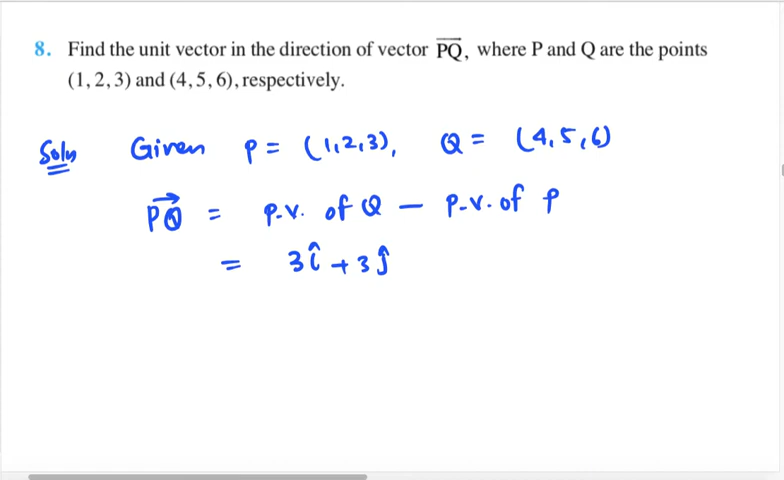 8. Find the unit vector in the direction of vector $\overrightarrow{PQ}$, where P and Q are the points
(1, 2, 3) and (4, 5, 6), respectively.
Soln Given P = (1,2,3), Q = (4,5,6)
$\overrightarrow{PQ}$ = P.V. of Q − P.V. of P
= 3î + 3ĵ